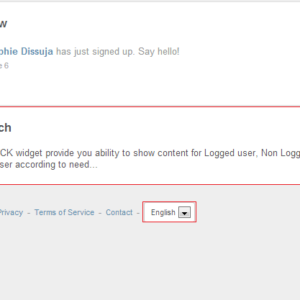 w
phie Dissuja has just signed up. Say hello!
e 6
ch
CK widget provide you ability to show content for Logged user, Non Logg
ser according to need...
Privacy - Terms of Service - Contact - English